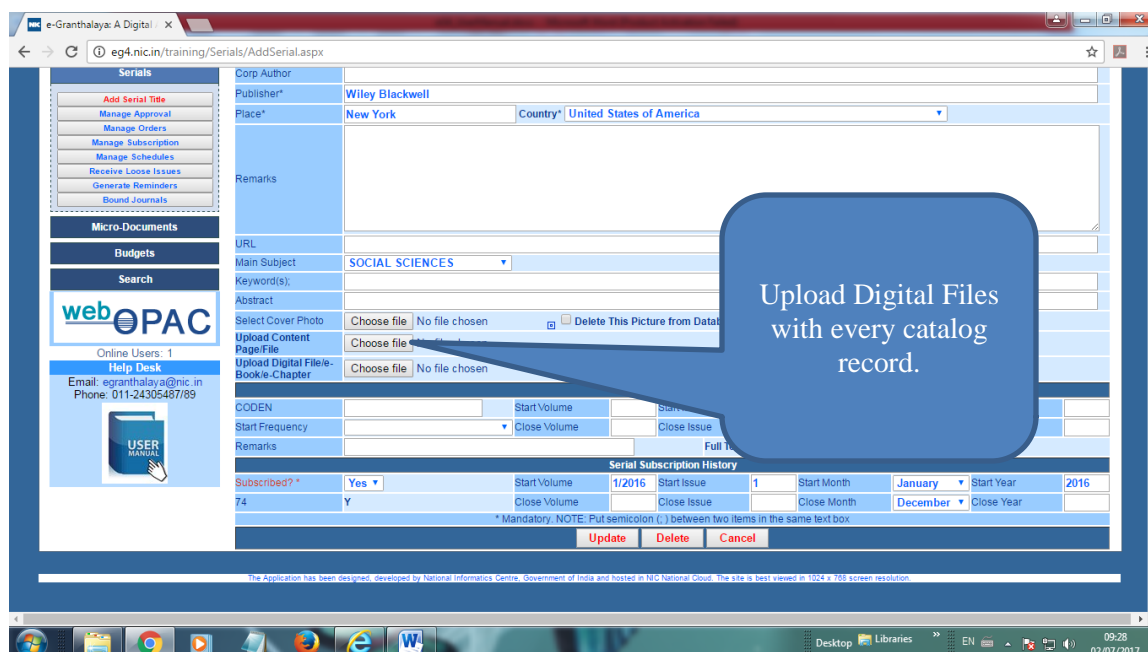 e-Granthalaya: A Digital
eg4.nic.in/training/Serials/AddSerial.aspx
Serials
Add Serial Title
Manage Approval
Manage Orders
Manage Subscription
Manage Schedules
Receive Loose Issues
Generate Reminders
Bound Journals
Micro-Documents
Budgets
Search
web OPAC
Online Users: 1
Help Desk
Email: egranthalaya@nic.in
Phone: 011-24305487/89
USER
MANUAL
Corp Author
Publisher* Wiley Blackwell
Place* New York Country* United States of America
Remarks
URL
Main Subject SOCIAL SCIENCES
Keyword(s);
Abstract
Select Cover Photo Choose file No file chosen Delete This Picture from Datab
Upload Content Page/File Choose file No file chosen
Upload Digital File/e-Book/e-Chapter Choose file No file chosen
Upload Digital Files
with every catalog
record.
CODEN Start Volume
Start Frequency Close Volume Close Issue
Remarks Full T
Serial Subscription History
Subscribed? * Yes Start Volume 1/2016 Start Issue 1 Start Month January Start Year 2016
74 Y Close Volume Close Issue Close Month December Close Year
* Mandatory. NOTE: Put semicolon (; ) between two items in the same text box
Update Delete Cancel
The Application has been designed, developed by National Informatics Centre, Government of India and hosted in NIC National Cloud. The site is best viewed in 1024 x 768 screen resolution.
Desktop Libraries » EN 09:28
02/07/2017